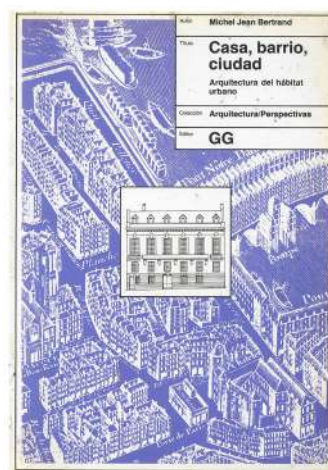 Autor Michel Jean Bertrand
Título Casa, barrio,
ciudad
Arquitectura del hábitat
urbano
Colección Arquitectura/Perspectivas
Editor GG